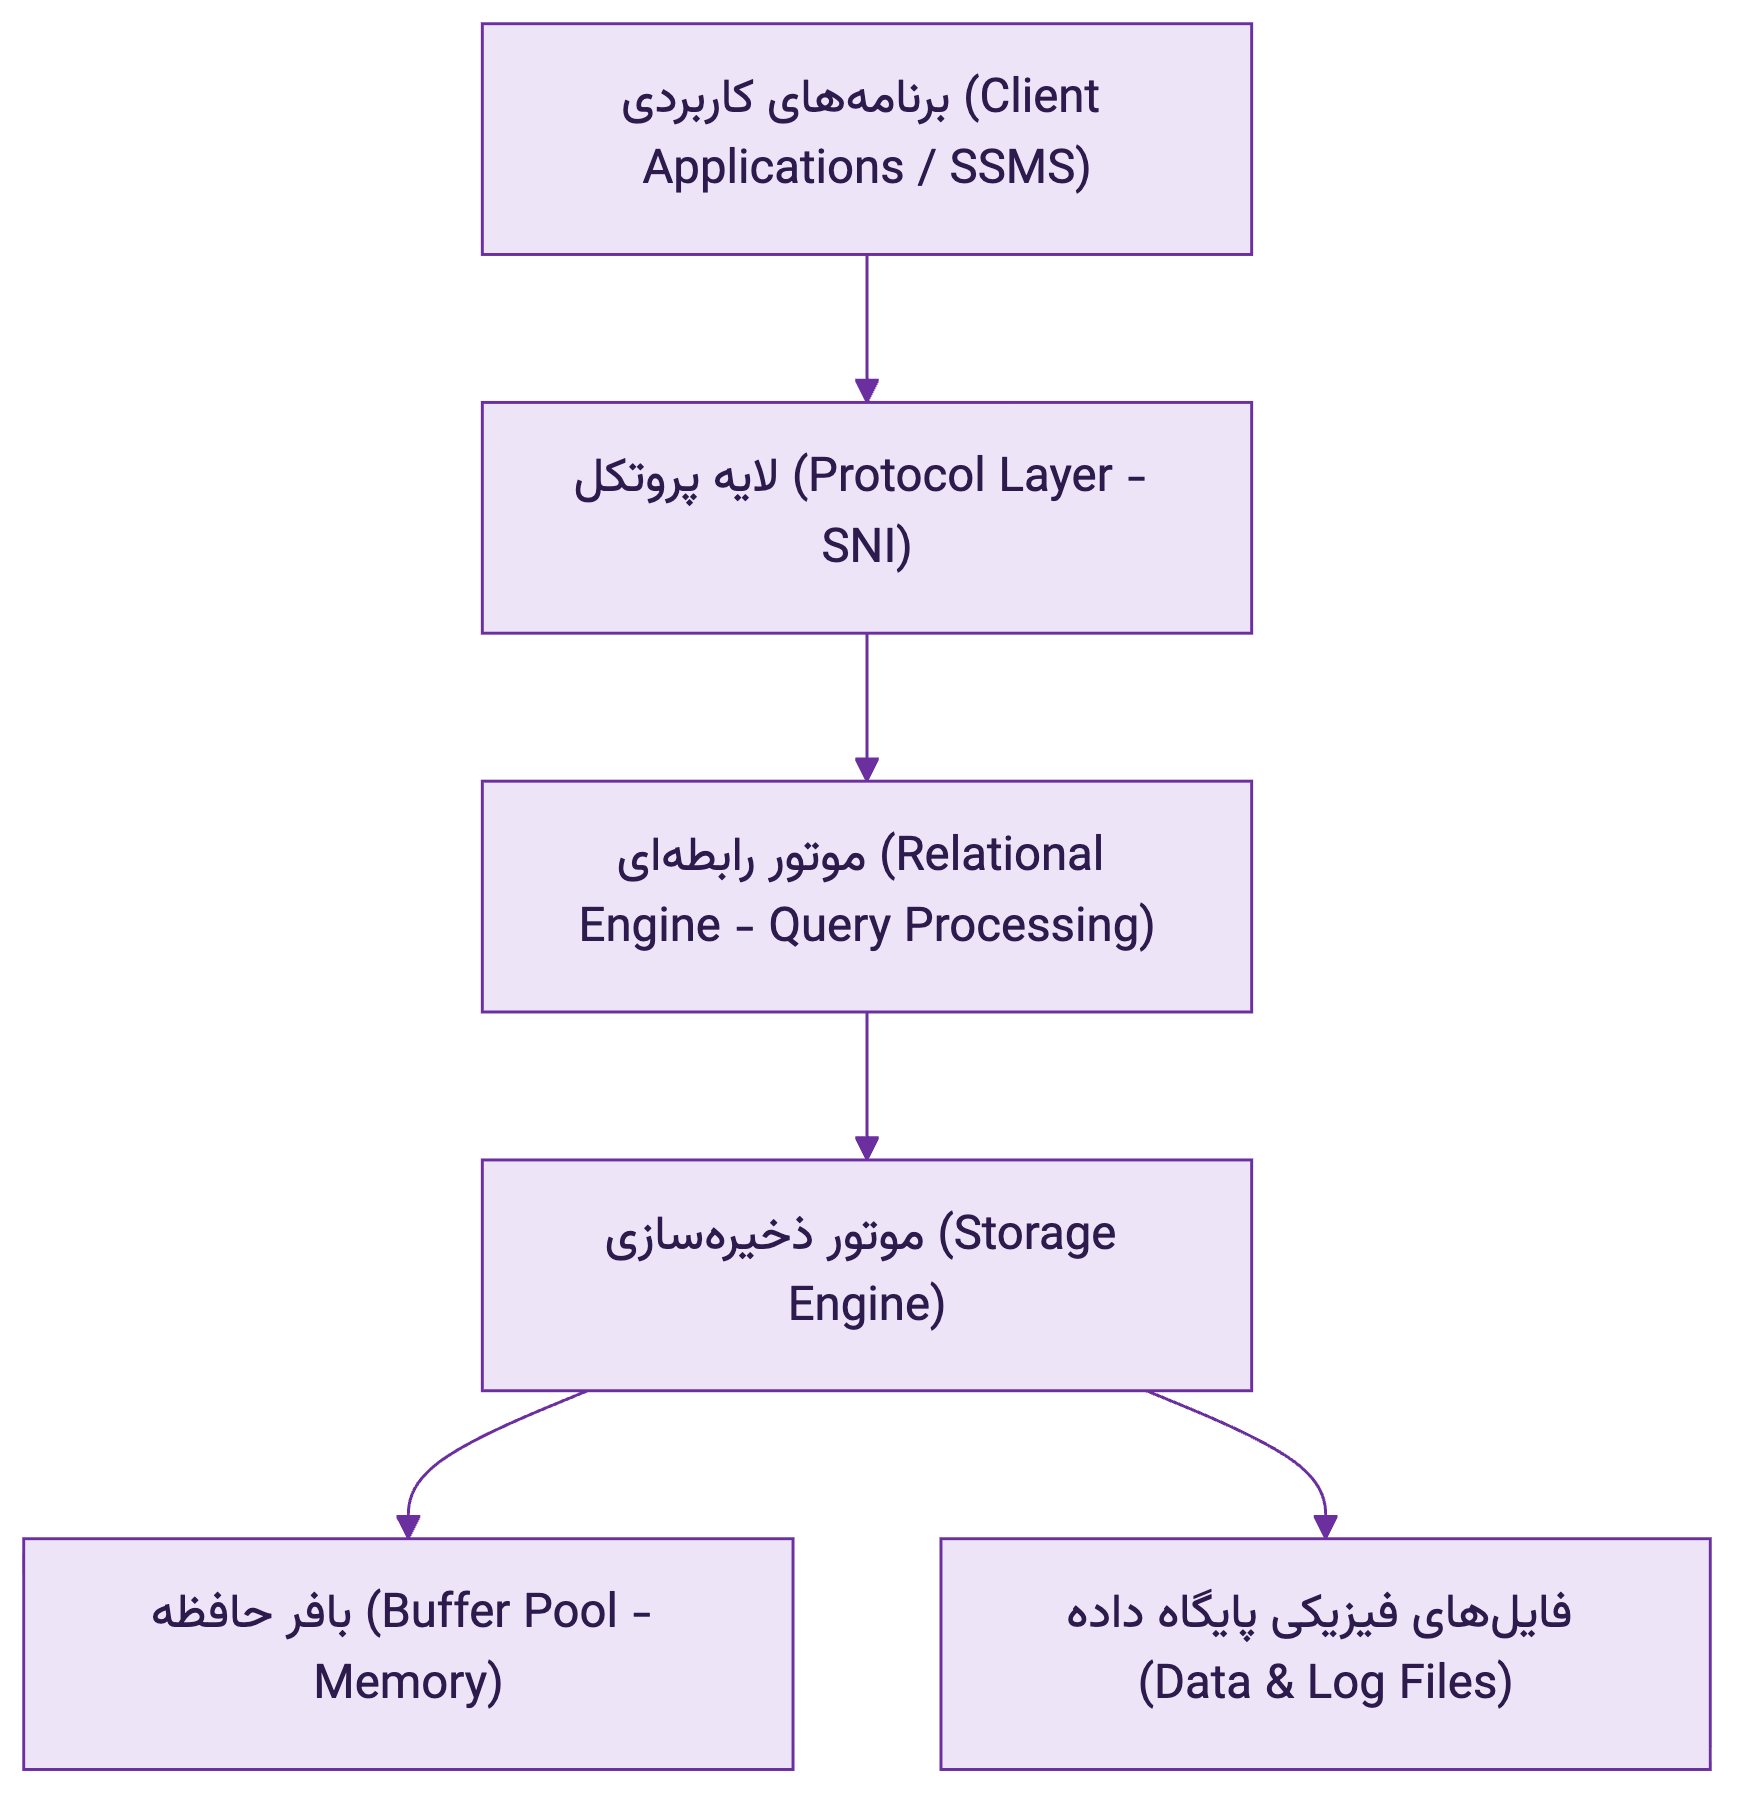 برنامه‌های کاربردی (Client
Applications / SSMS)
لایه پروتکل (Protocol Layer -
SNI)
موتور رابطه‌ای (Relational
Engine - Query Processing)
موتور ذخیره‌سازی (Storage
Engine)
بافر حافظه (Buffer Pool -
Memory)
فایل‌های فیزیکی پایگاه داده
(Data & Log Files)